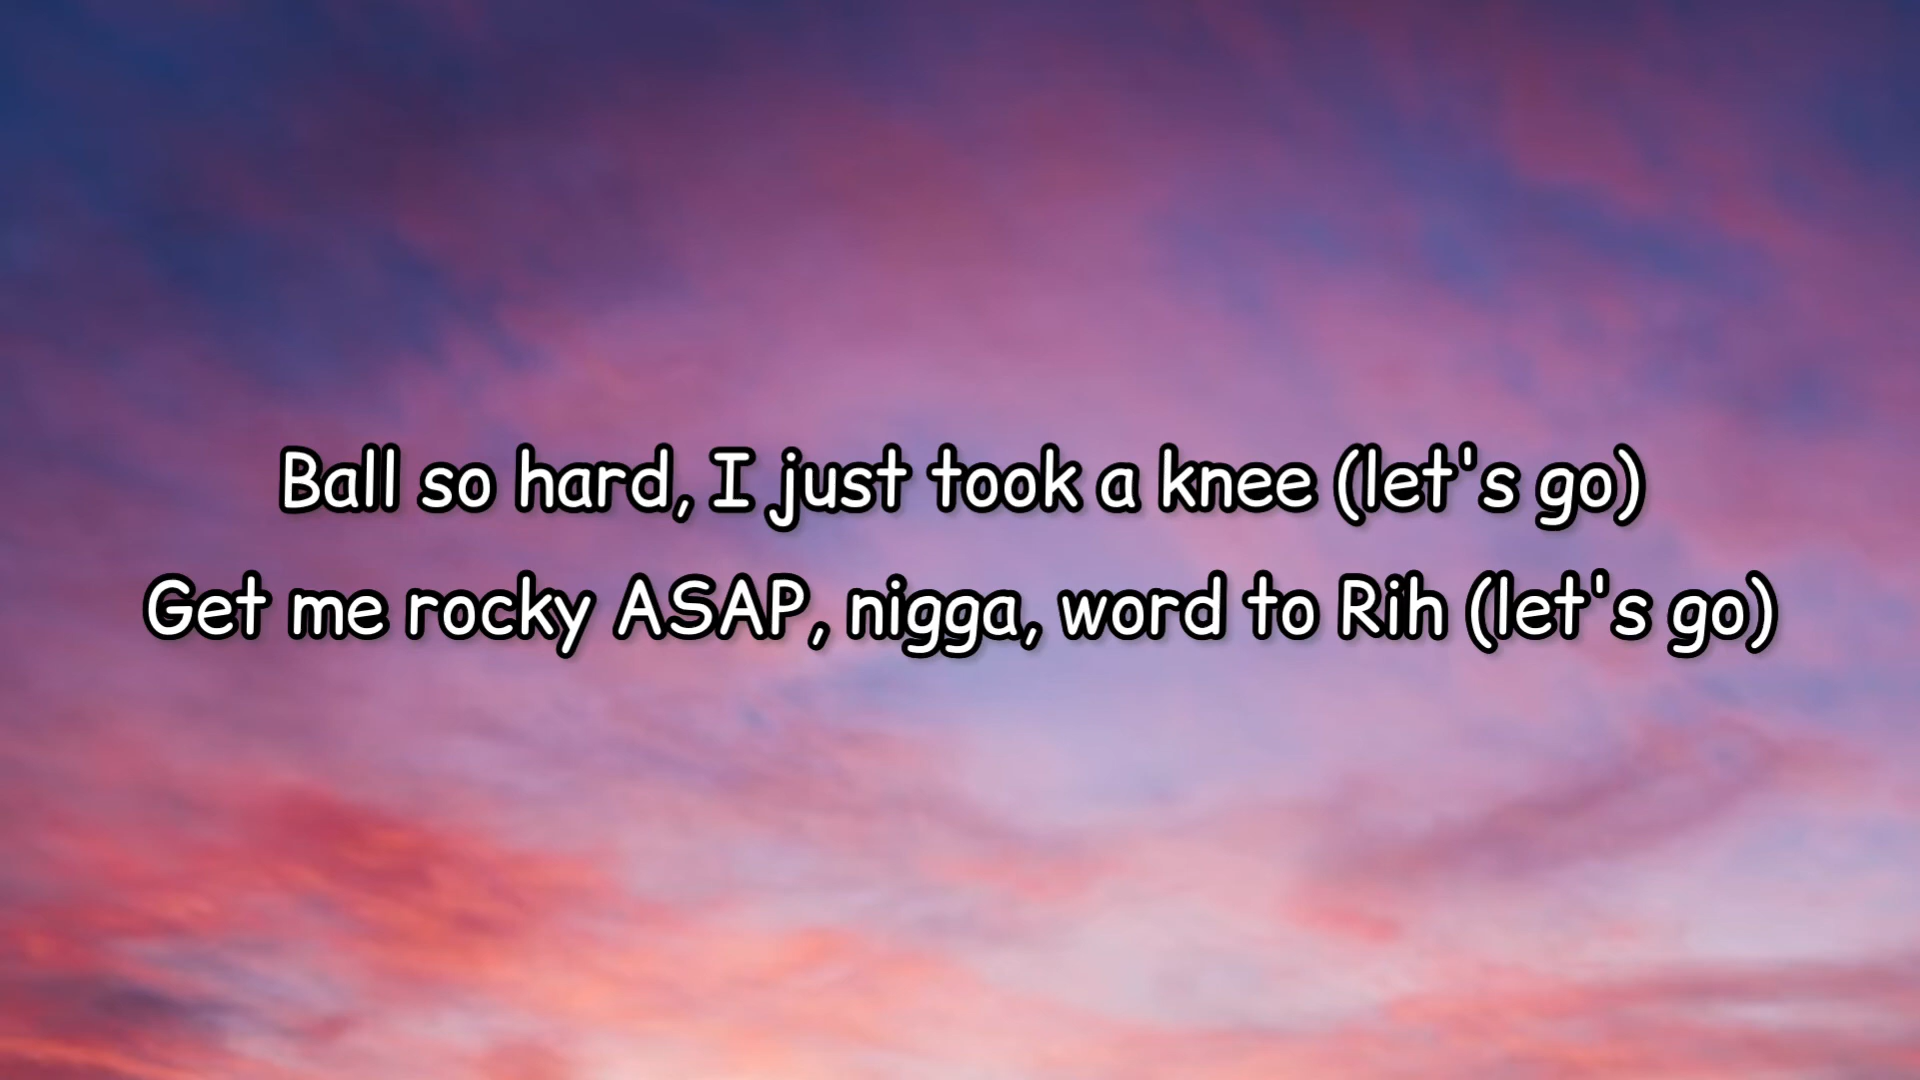 Ball so hard, I just took a knee (let's go)
Get me rocky ASAP, nigga, word to Rih (let's go)